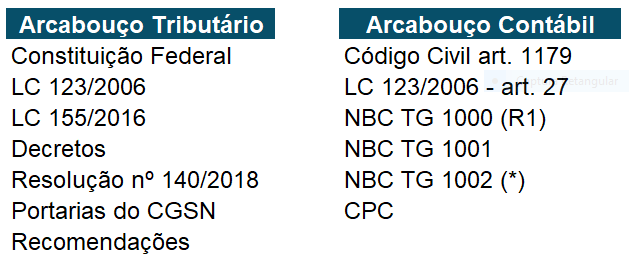 Arcabouço Tributário
Constituição Federal
LC 123/2006
LC 155/2016
Decretos
Resolução nº 140/2018
Portarias do CGSN
Recomendações
Arcabouço Contábil
Código Civil art. 1179
LC 123/2006 - art. 27
NBC TG 1000 (R1)
NBC TG 1001
NBC TG 1002 (*)
CPC